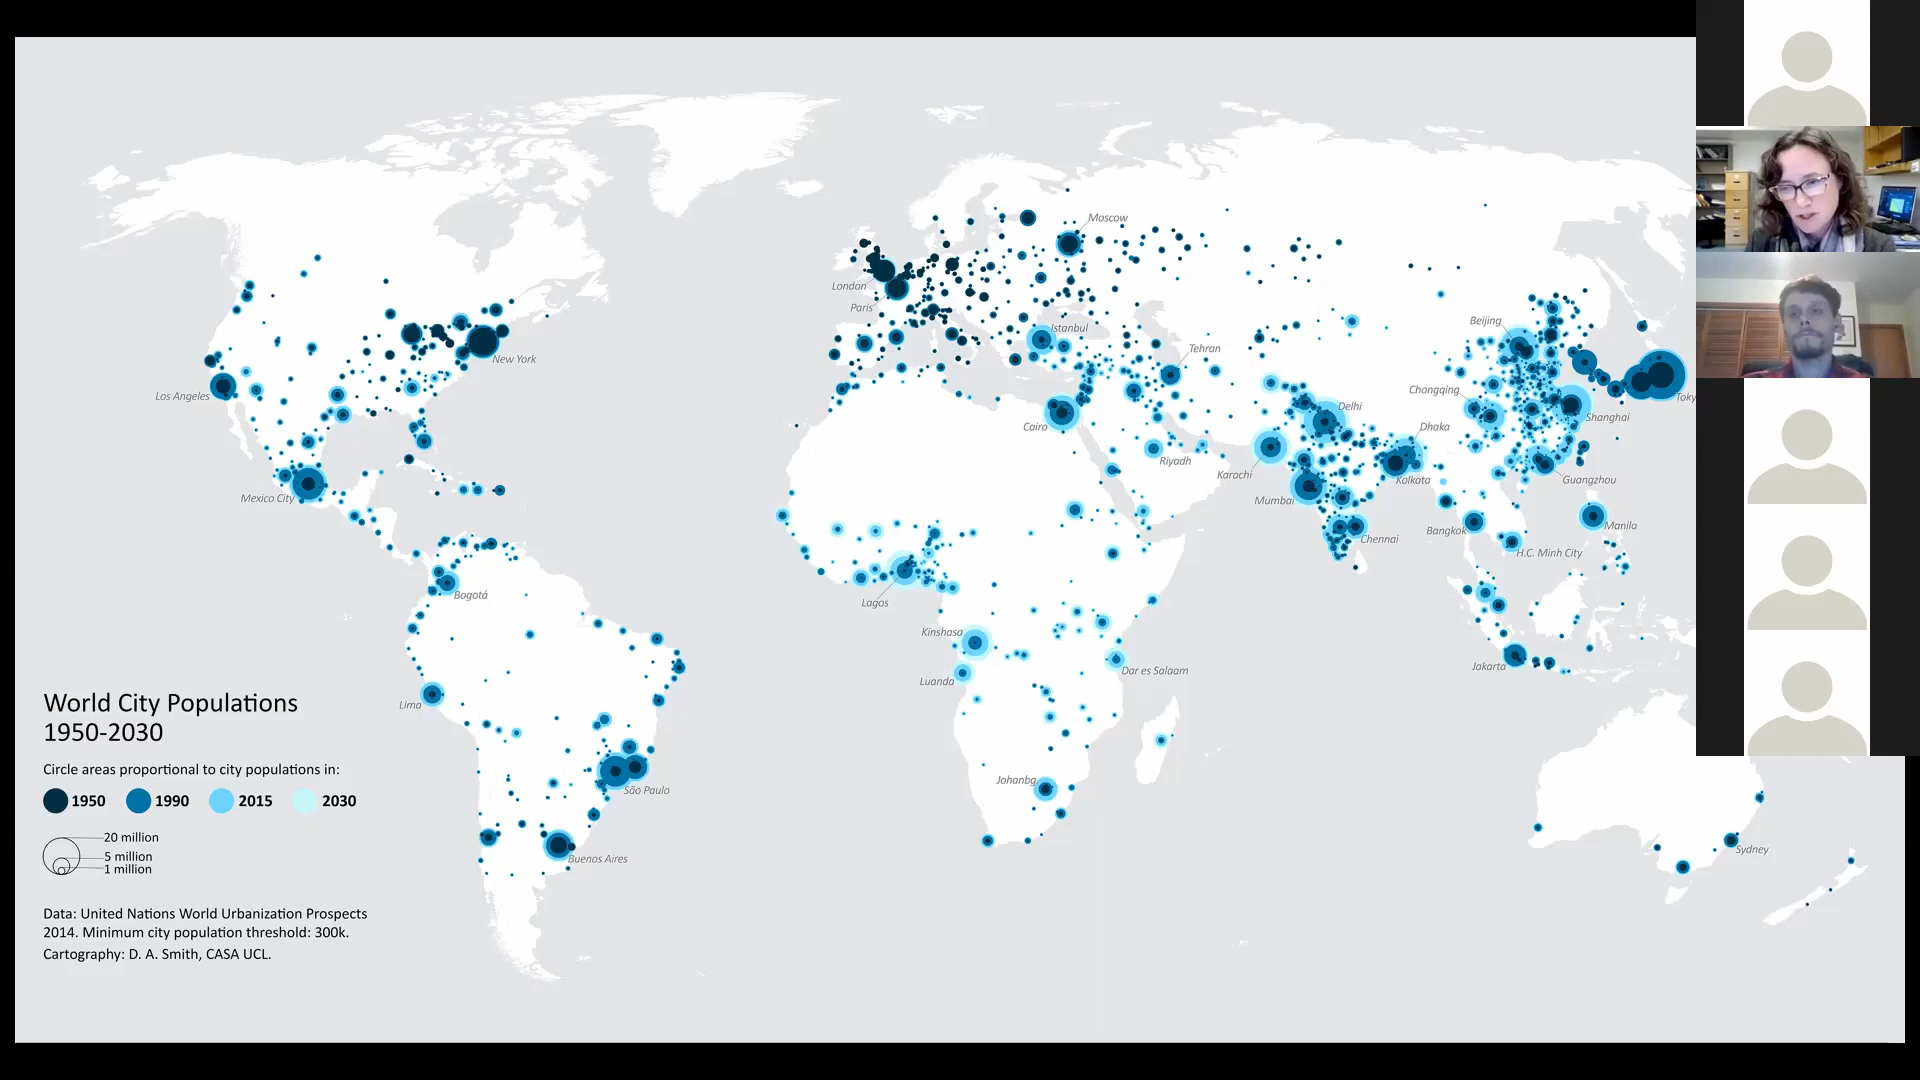 Moscow
London
Paris
Istanbul
Beijing
Tehran
New York
Los Angeles
Chongqing
Delhi
Toky
Shanghai
Cairo
Dhaka
Riyadh
Karachi
Kolkata
Guangzhou
Mexico City
Mumbai
Manila
Bangkok
Chennai
H.C. Minh City
Bogotá
Lagos
Kinshasa
Jakarta
Dar es Salaam
Luanda
Lima
Johanbg.
São Paulo
Buenos Aires
Sydney
World City Populations
1950-2030
Circle areas proportional to city populations in:
1950 1990 2015 2030
20 million
5 million
1 million
Data: United Nations World Urbanization Prospects
2014. Minimum city population threshold: 300k.
Cartography: D. A. Smith, CASA UCL.